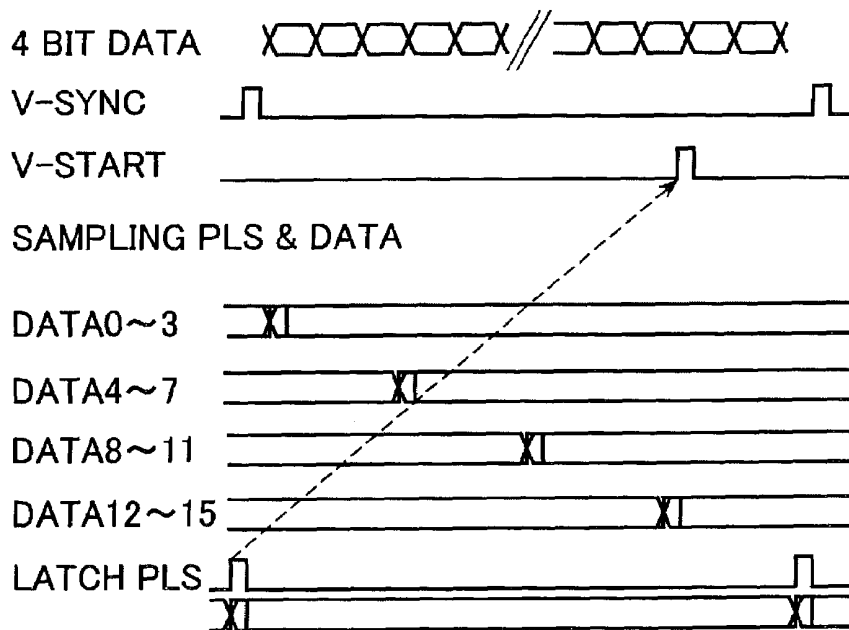 4 BIT DATA
V-SYNC
V-START
SAMPLING PLS & DATA
DATA0~3
DATA4~7
DATA8~11
DATA12~15
LATCH PLS